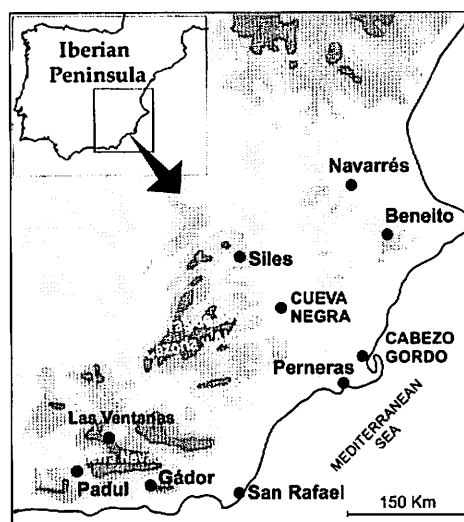 Iberian
Peninsula
Navarrés
Beneito
Siles
CUEVA
NEGRA
CABEZO
GORDO
Perneras
MEDITERRANEAN
SEA
Las Ventanas
Padul
Gádor
San Rafael
150 Km